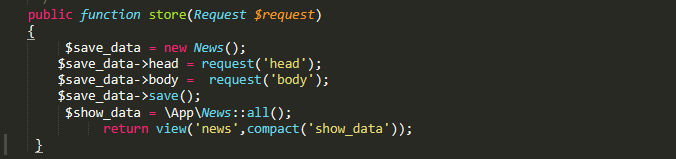 public function store(Request $request)
{
$save_data = new News();
$save_data->head = request('head');
$save_data->body =  request('body');
$save_data->save();
$show_data = \App\News::all();
return view('news',compact('show_data'));
}